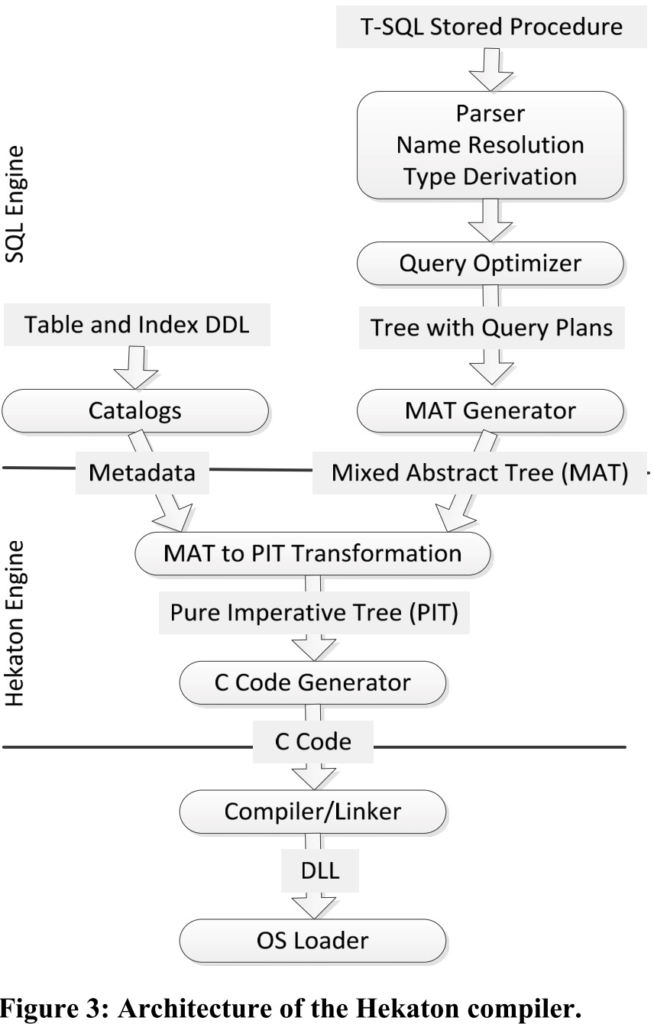 T-SQL Stored Procedure
Parser
Name Resolution
Type Derivation
SQL Engine
Query Optimizer
Table and Index DDL
Tree with Query Plans
Catalogs
MAT Generator
Metadata
Mixed Abstract Tree (MAT)
Hekaton Engine
MAT to PIT Transformation
Pure Imperative Tree (PIT)
C Code Generator
C Code
Compiler/Linker
DLL
OS Loader
Figure 3: Architecture of the Hekaton compiler.